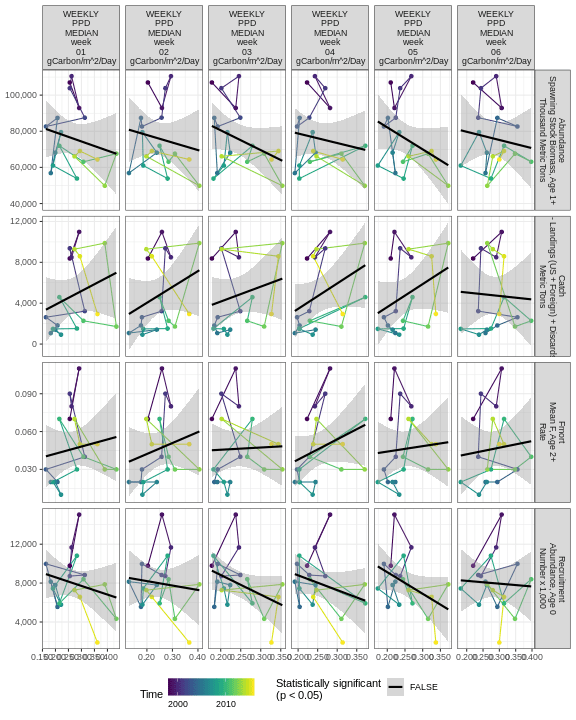 WEEKLY
PPD
MEDIAN
week
01
gCarbon/m^2/Day
WEEKLY
PPD
MEDIAN
week
02
gCarbon/m^2/Day
WEEKLY
PPD
MEDIAN
week
03
gCarbon/m^2/Day
WEEKLY
PPD
MEDIAN
week
04
gCarbon/m^2/Day
WEEKLY
PPD
MEDIAN
week
05
gCarbon/m^2/Day
WEEKLY
PPD
MEDIAN
week
06
gCarbon/m^2/Day
100,000
80,000
60,000
40,000
Abundance
Spawning Stock Biomass, Age 1+
Thousand Metric Tons
12,000
8,000
4,000
0
Catch
- Landings (US + Foreign) + Discards
Metric Tons
0.090
0.060
0.030
Fmort
Mean F, Age 2+
Rate
12,000
8,000
4,000
Recruitment
Abundance, Age 0
Number x 1,000
0.20 0.30 0.40
0.200 0.250 0.300 0.350
0.200 0.250 0.300 0.350
Time
2000 2010
Statistically significant
(p < 0.05)
FALSE